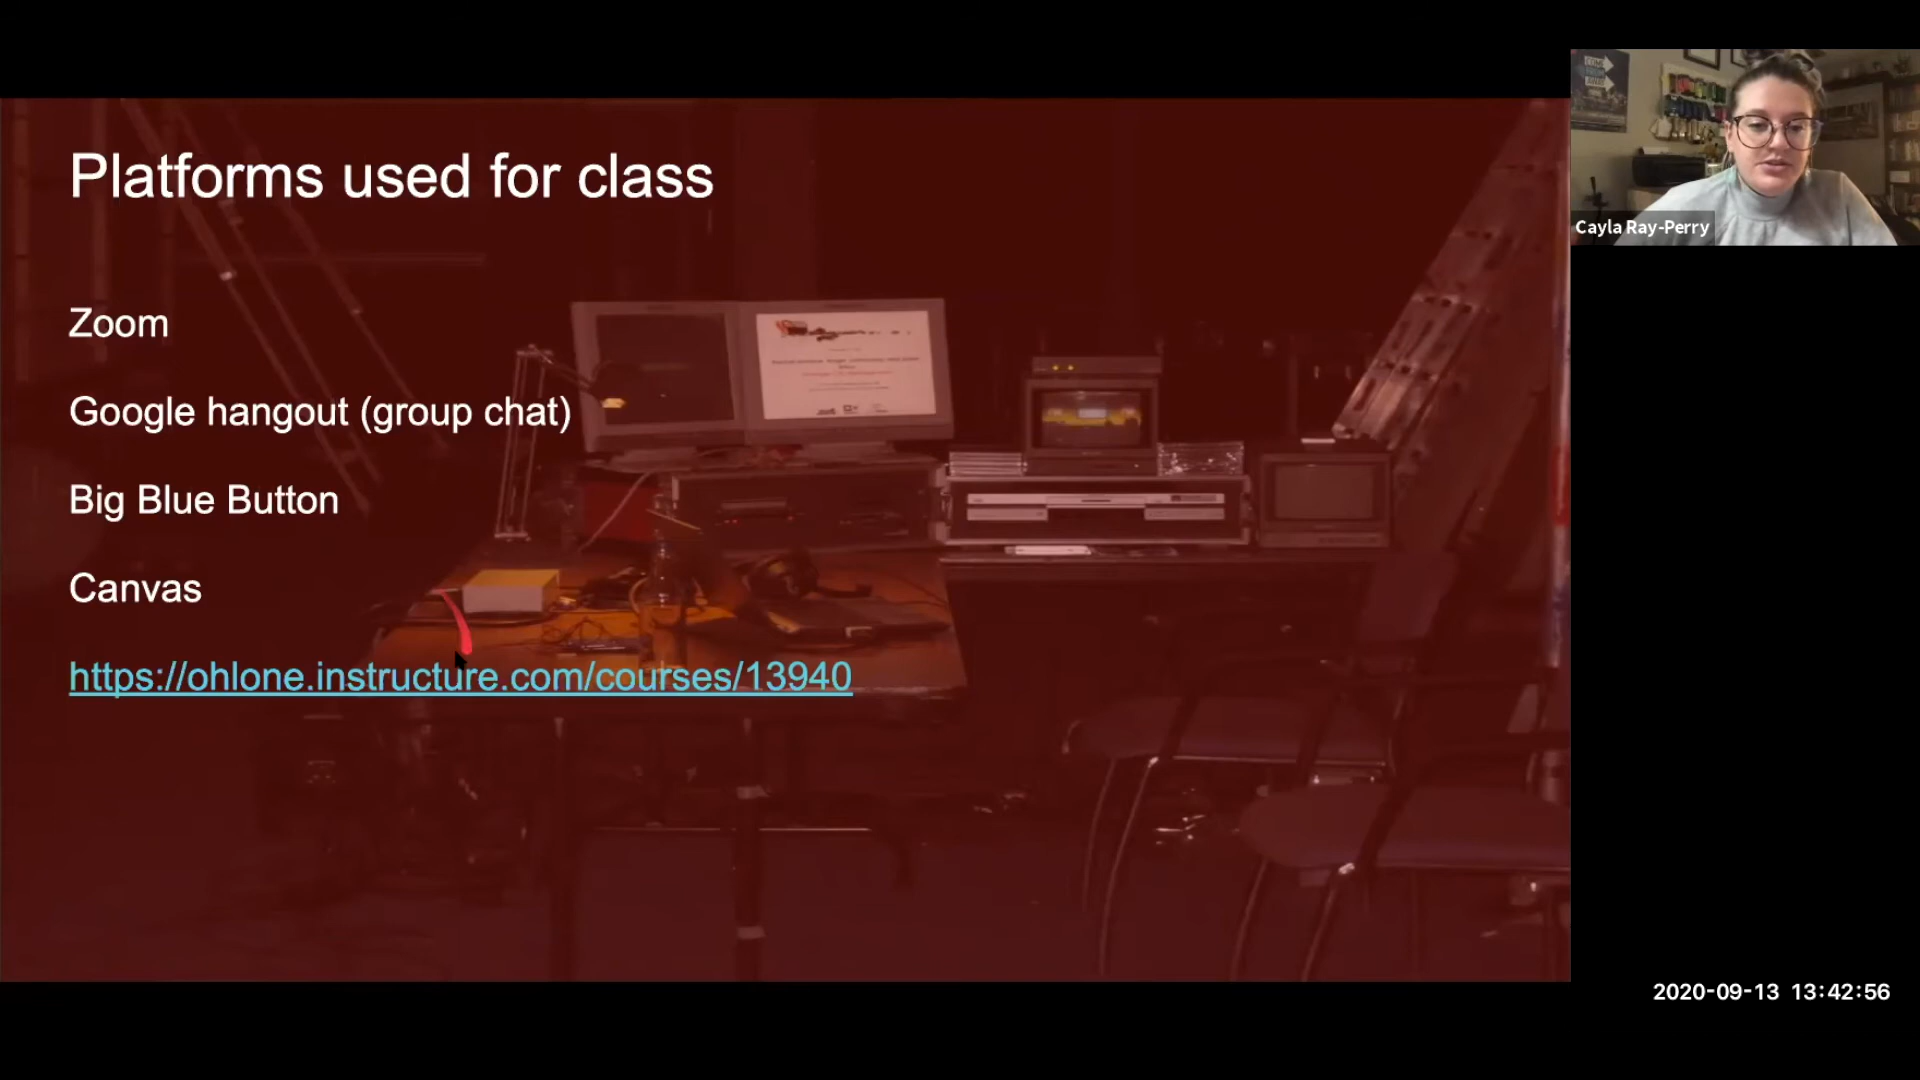 Platforms used for class
Zoom
Google hangout (group chat)
Big Blue Button
Canvas
https://ohlone.instructure.com/courses/13940
Cayla Ray-Perry
2020-09-13 13:42:56